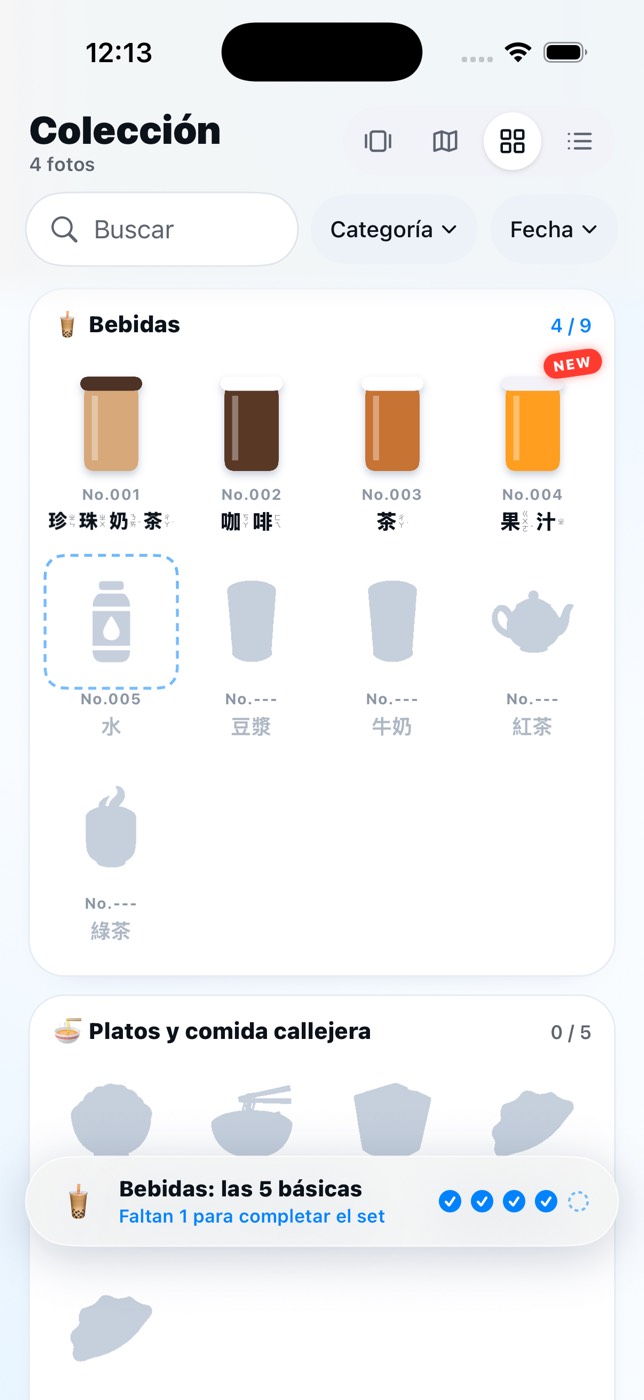 12:13
Colección
4 fotos
Buscar
Categoría
Fecha
Bebidas
4 / 9
NEW
No.001
No.002
No.003
No.004
珍珠奶茶
咖啡
茶
果汁
No.005
No.---
No.---
No.---
水
豆漿
牛奶
紅茶
No.---
綠茶
Platos y comida callejera
0 / 5
Bebidas: las 5 básicas
Faltan 1 para completar el set